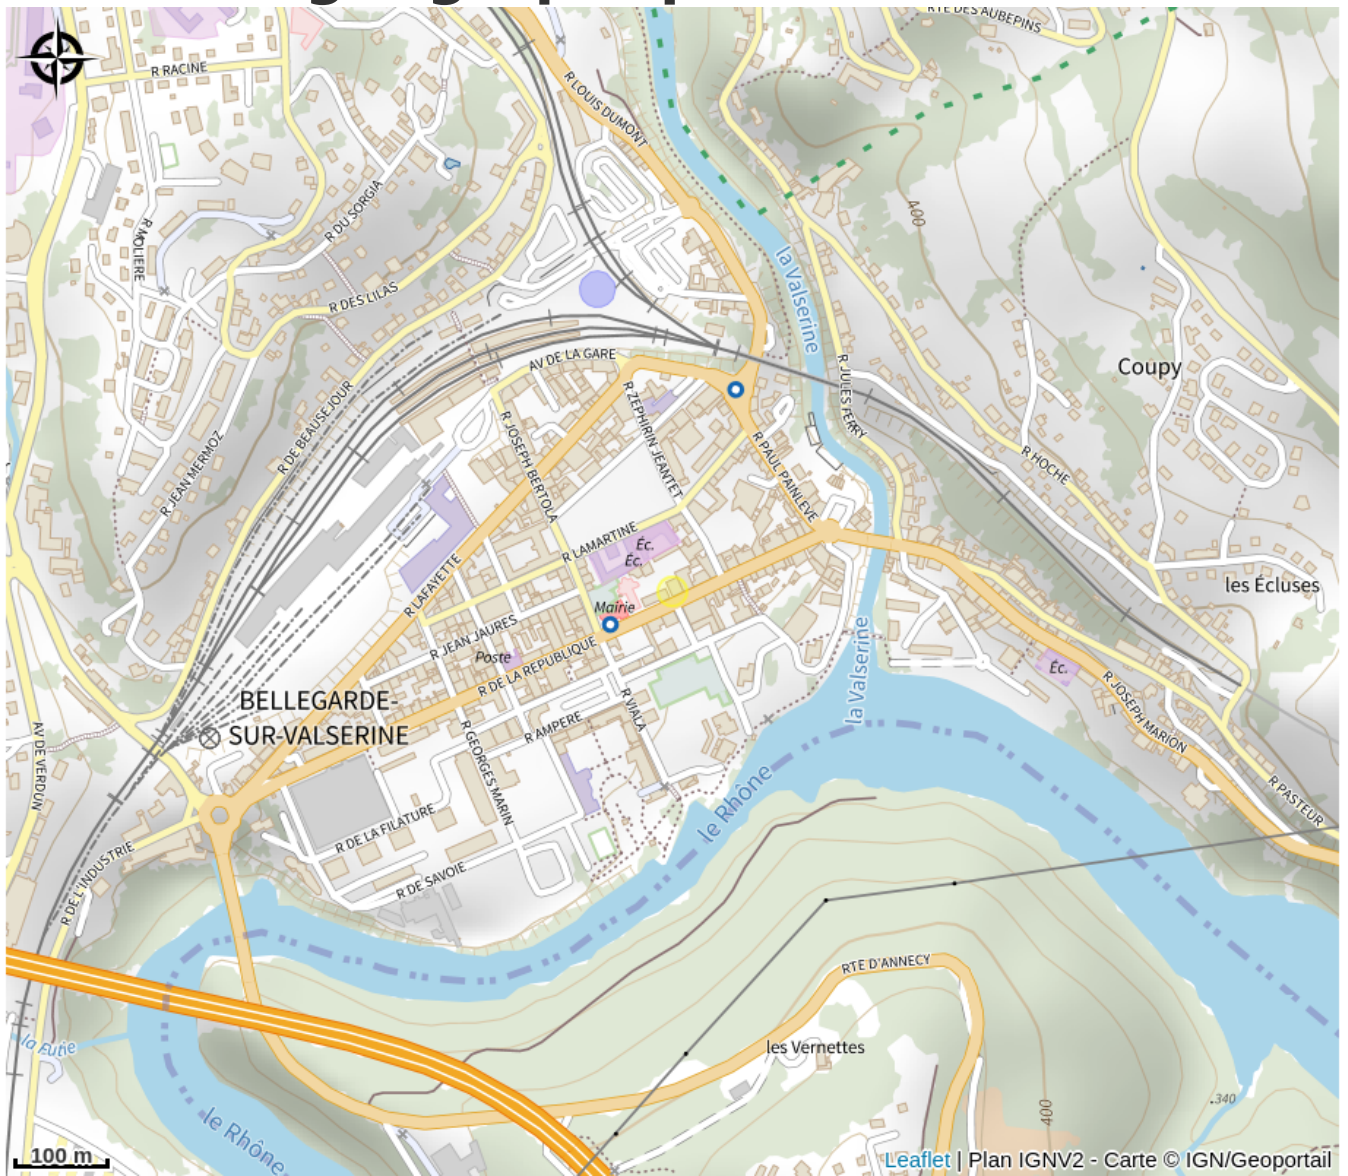 RTE DES AUBEPINS
R RACINE
R LOUIS DUMONT
R MOLIERE
R DU SORGIA
400
la Valserine
R DES LILAS
AV DE LA GARE
R JULES FERRY
Coupy
R DE BEAUSEJOUR
R ZEPHIRIN JEANTET
R JOSEPH BERTOLA
R PAUL PAINLEVE
R JEAN MERMOZ
R HOCHE
R LAMARTINE
Éc.
Éc.
les Écluses
R LAFAYETTE
Mairie
R JEAN JAURES
Poste
R DE LA REPUBLIQUE
la Valserine
Éc.
BELLEGARDE-
SUR-VALSERINE
R VIALA
R AMPERE
R GEORGES MARIN
R JOSEPH MARION
AV DE VERDUN
le Rhône
R PASTEUR
R DE LA FILATURE
R DE L'INDUSTRIE
R DE SAVOIE
RTE D'ANNECY
la Futie
les Vernettes
le Rhône
400
340
100 m
Leaflet | Plan IGNV2 - Carte © IGN/Geoportail